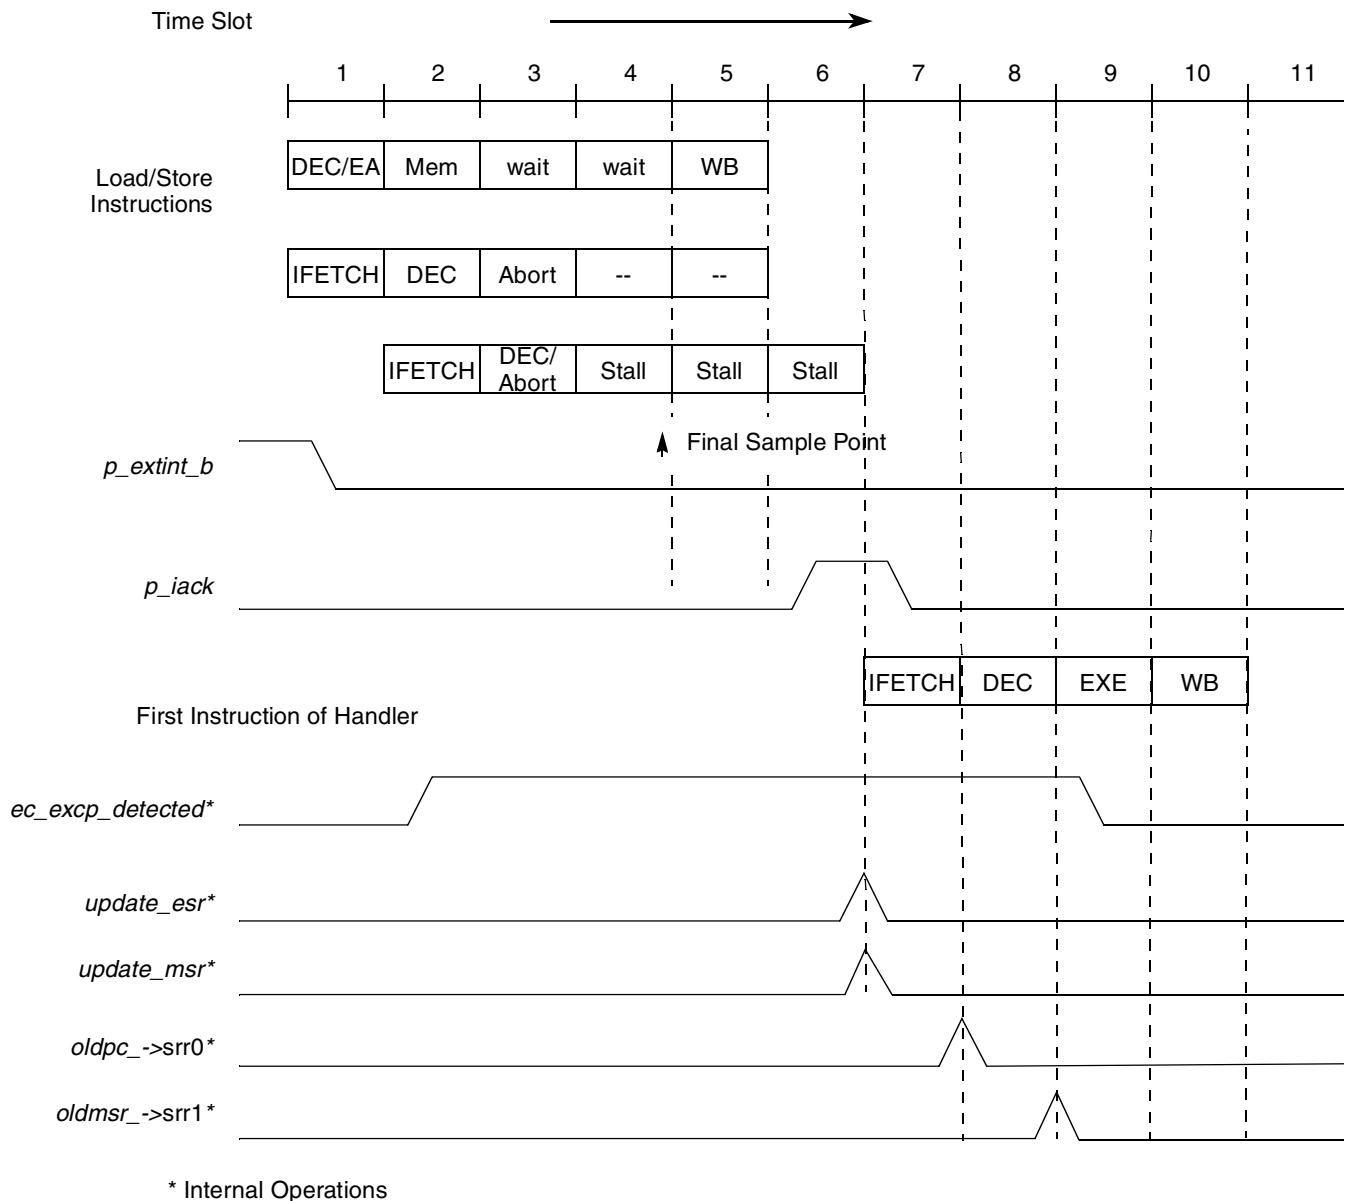 Time Slot
1 2 3 4 5 6 7 8 9 10 11
Load/Store
Instructions
DEC/EA Mem wait wait WB
IFETCH DEC Abort -- --
IFETCH DEC/ Abort Stall Stall Stall
Final Sample Point
p_extint_b
p_iack
IFETCH DEC EXE WB
First Instruction of Handler
ec_excp_detected*
update_esr*
update_msr*
oldpc_->srr0*
oldmsr_->srr1*
* Internal Operations